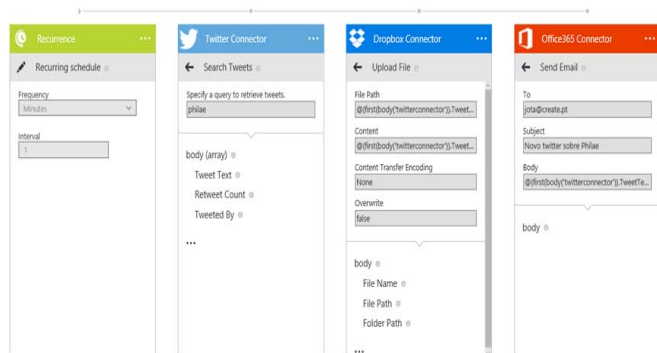 Recurrence ...
Recurring schedule
Frequency
Minutes
Interval
1
Twitter Connector ...
Search Tweets
Specify a query to retrieve tweets.
philae
body (array)
Tweet Text
Retweet Count
Tweeted By
...
Dropbox Connector ...
Upload File
File Path
@{first(body('twitterconnector')).Tweet...
Content
@{first(body('twitterconnector')).Tweet...
Content Transfer Encoding
None
Overwrite
false
body
File Name
File Path
Folder Path
...
Office365 Connector ...
Send Email
To
jota@create.pt
Subject
Novo twitter sobre Philae
Body
@{first(body('twitterconnector')).TweetTe...
body